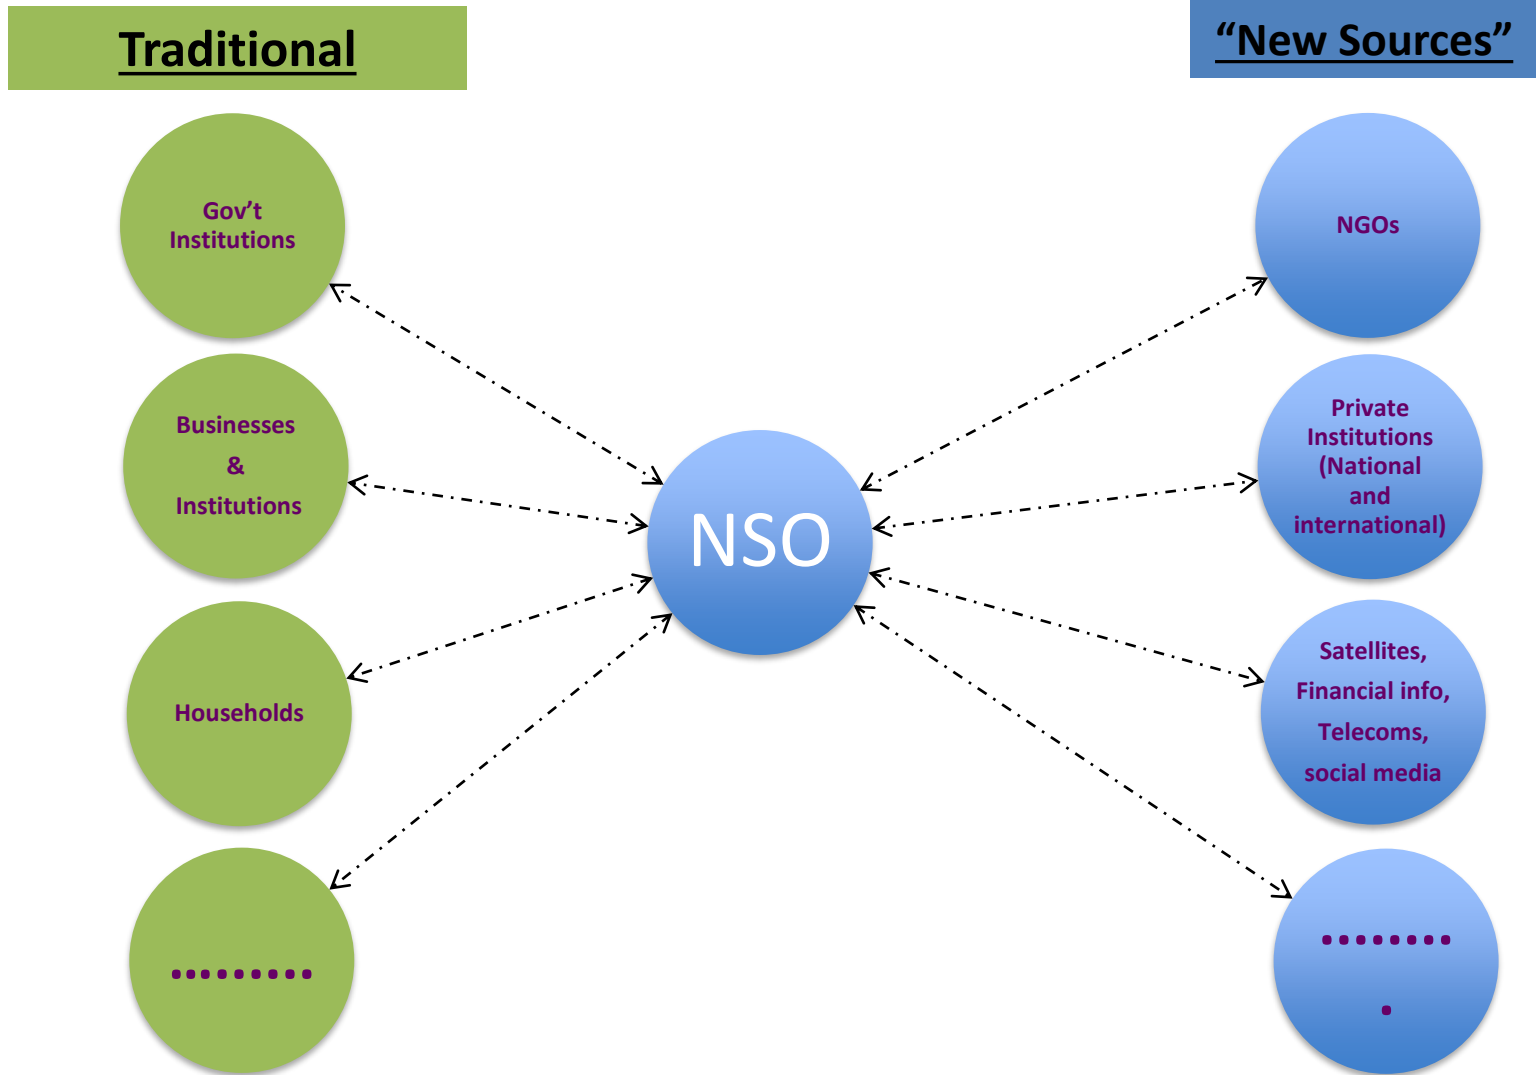 Traditional
“New Sources”
Gov’t
Institutions
Businesses
&
Institutions
Households
.........
NSO
NGOs
Private
Institutions
(National
and
international)
Satellites,
Financial info,
Telecoms,
social media
........
.